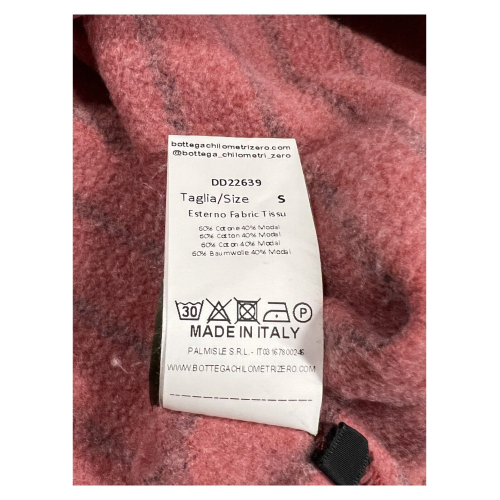 bottegachilometrizero.com
@bottega_chilometri_zero
DD22639
Taglia/Size S
Esterno Fabric Tissu
60% Cotone 40% Modal
60% Cotton 40% Modal
60% Coton 40% Modal
60% Baumwolle 40% Modal
30 P
MADE IN ITALY
PALMISLE S.R.L. - IT03167800246
WWW.BOTTEGACHILOMETRIZERO.COM